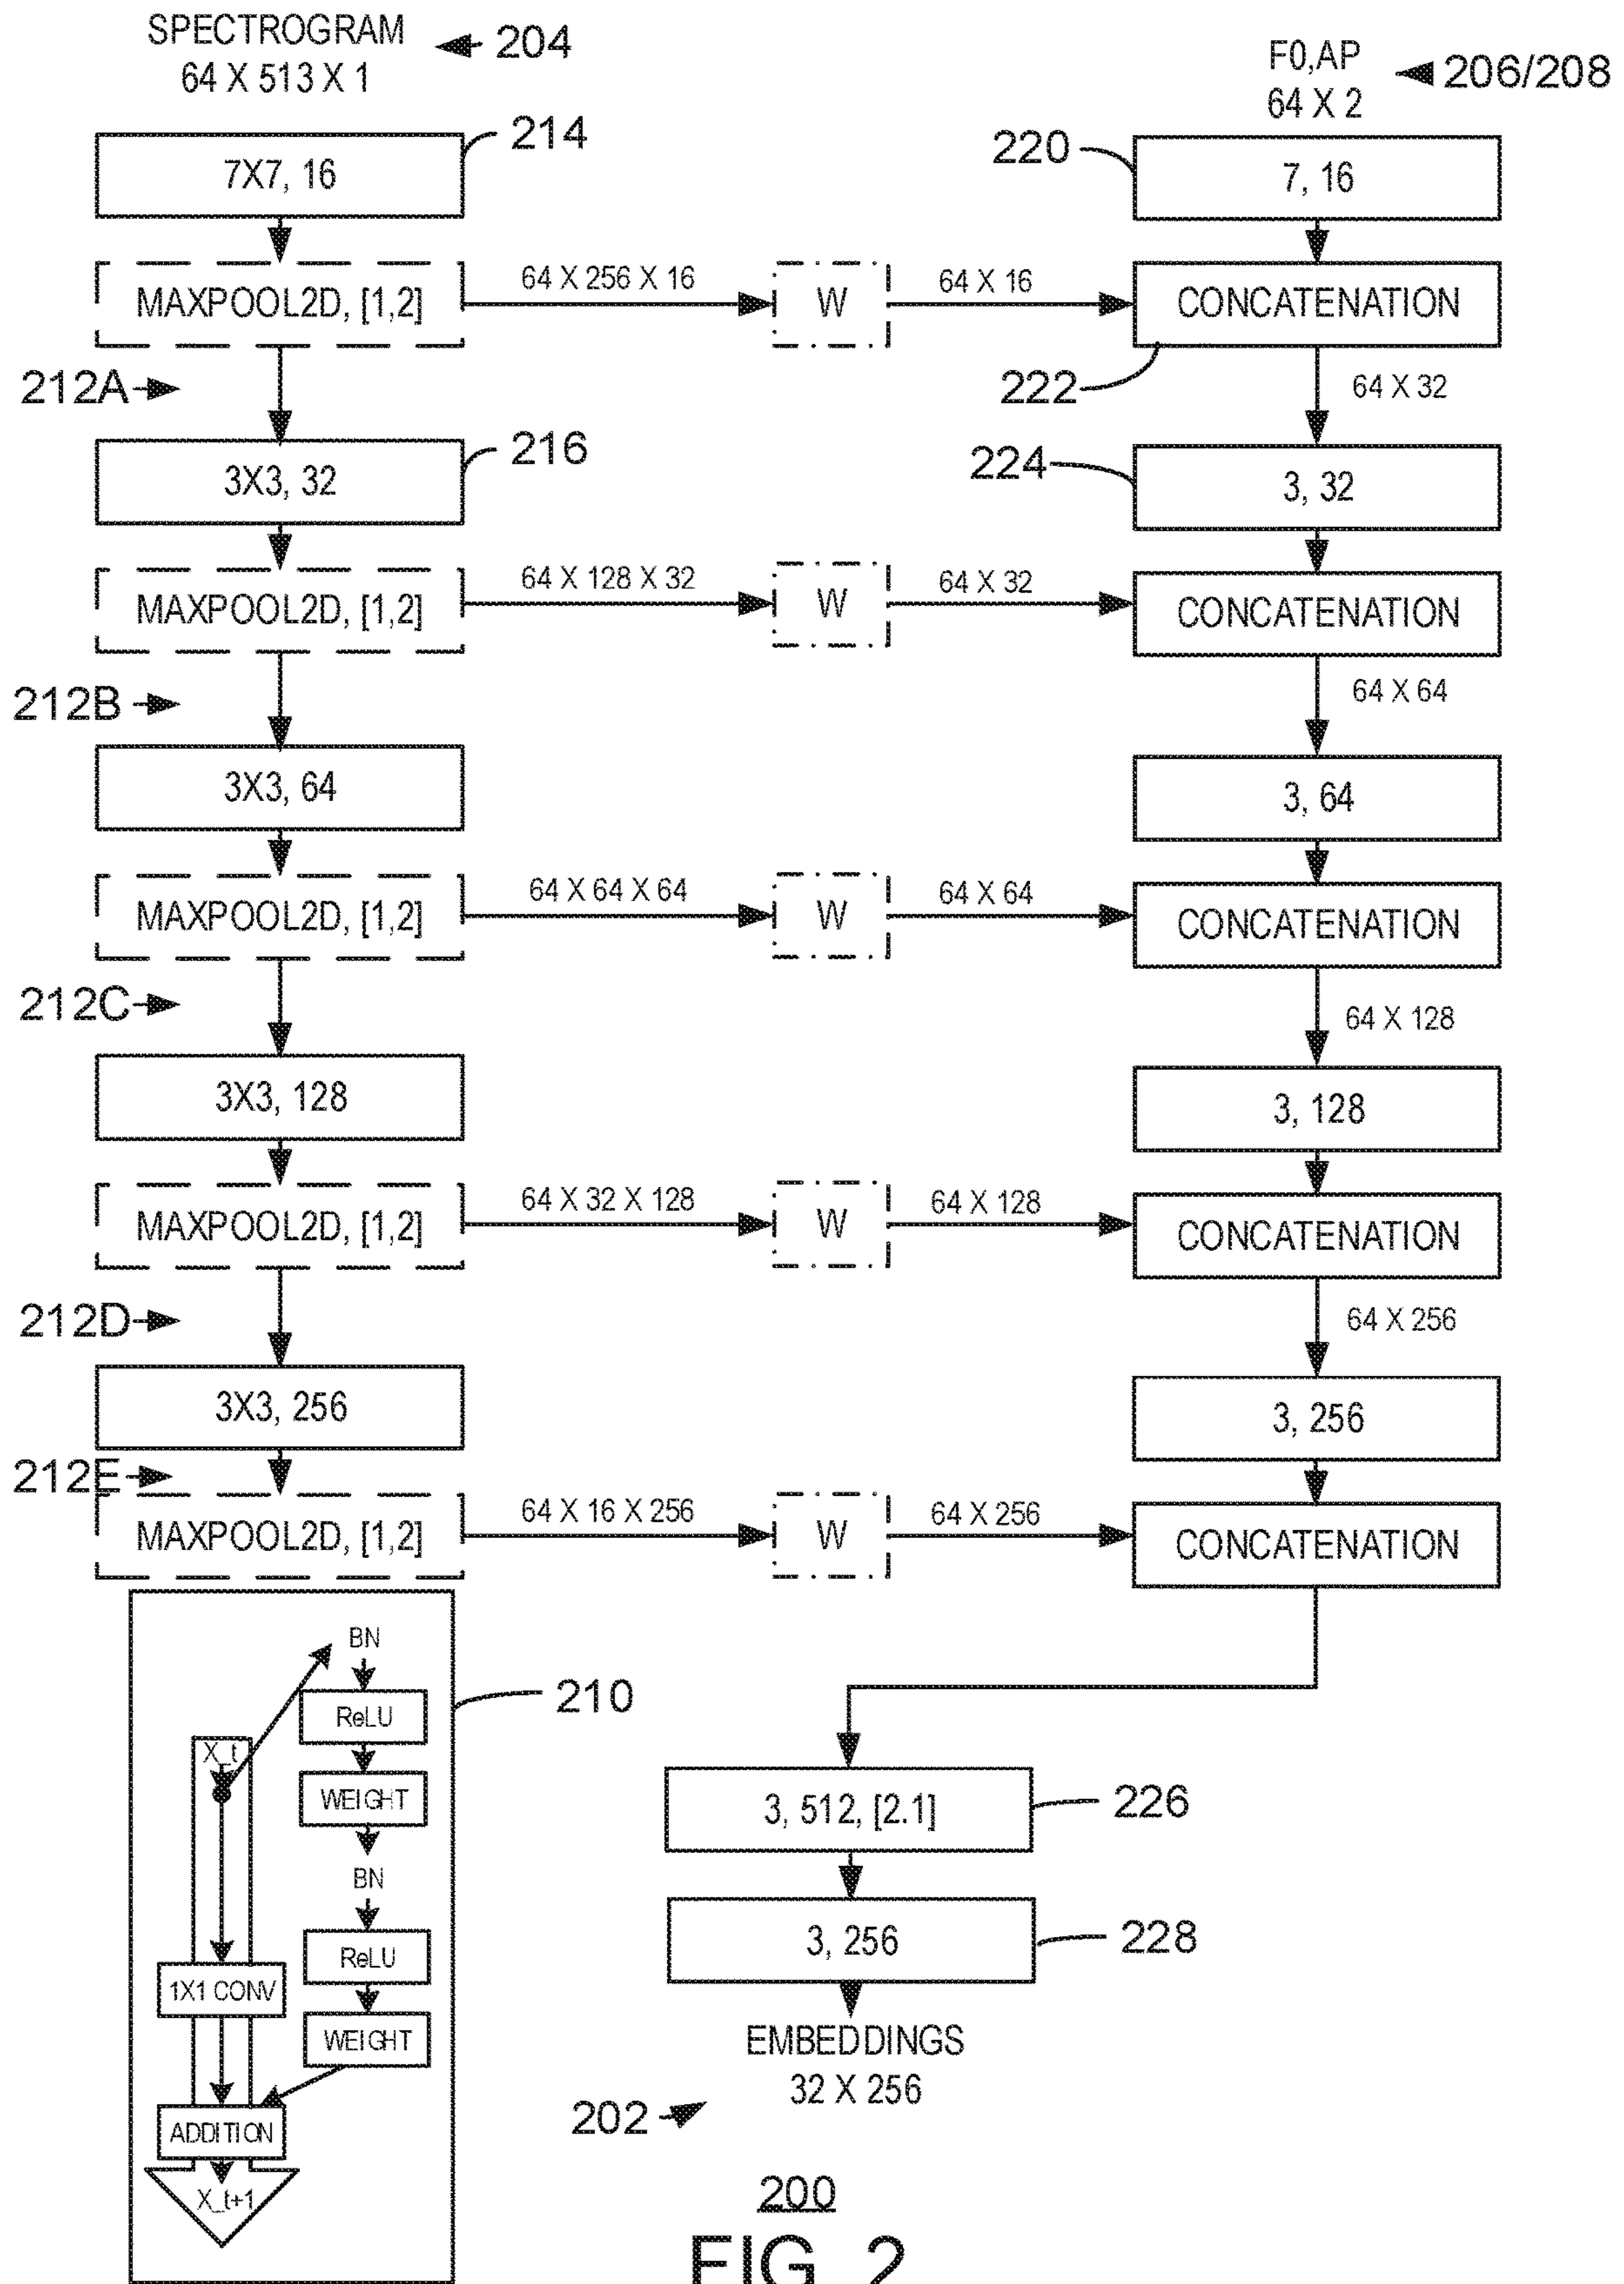 SPECTROGRAM
64 X 513 X 1
204
F0,AP
64 X 2
206/208
7X7, 16
214
220
7, 16
MAXPOOL2D, [1,2]
64 X 256 X 16
W
64 X 16
CONCATENATION
212A
222
64 X 32
3X3, 32
216
224
3, 32
MAXPOOL2D, [1,2]
64 X 128 X 32
W
64 X 32
CONCATENATION
212B
64 X 64
3X3, 64
3, 64
MAXPOOL2D, [1,2]
64 X 64 X 64
W
64 X 64
CONCATENATION
212C
64 X 128
3X3, 128
3, 128
MAXPOOL2D, [1,2]
64 X 32 X 128
W
64 X 128
CONCATENATION
212D
64 X 256
3X3, 256
3, 256
212E
MAXPOOL2D, [1,2]
64 X 16 X 256
W
64 X 256
CONCATENATION
BN
ReLU
WEIGHT
BN
ReLU
WEIGHT
X_t
1X1 CONV
ADDITION
X_t+1
210
3, 512, [2.1]
226
3, 256
228
EMBEDDINGS
32 X 256
202
200
FIG. 2